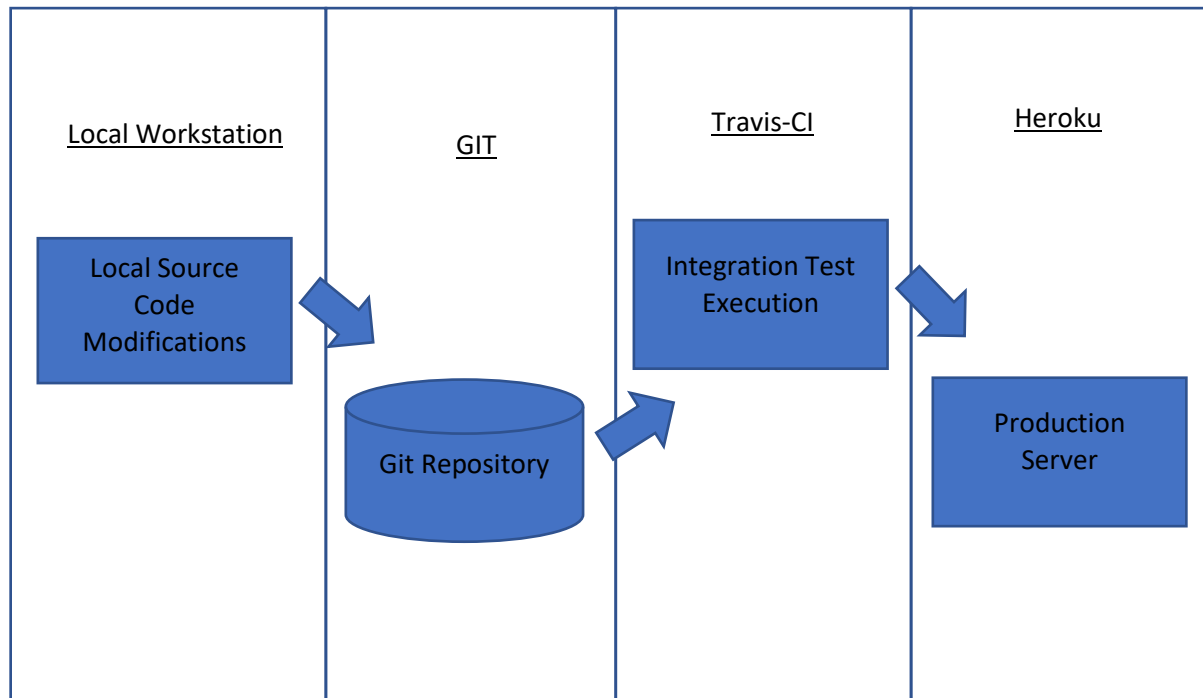 Local Workstation
GIT
Travis-CI
Heroku
Local Source
Code
Modifications
Git Repository
Integration Test
Execution
Production
Server